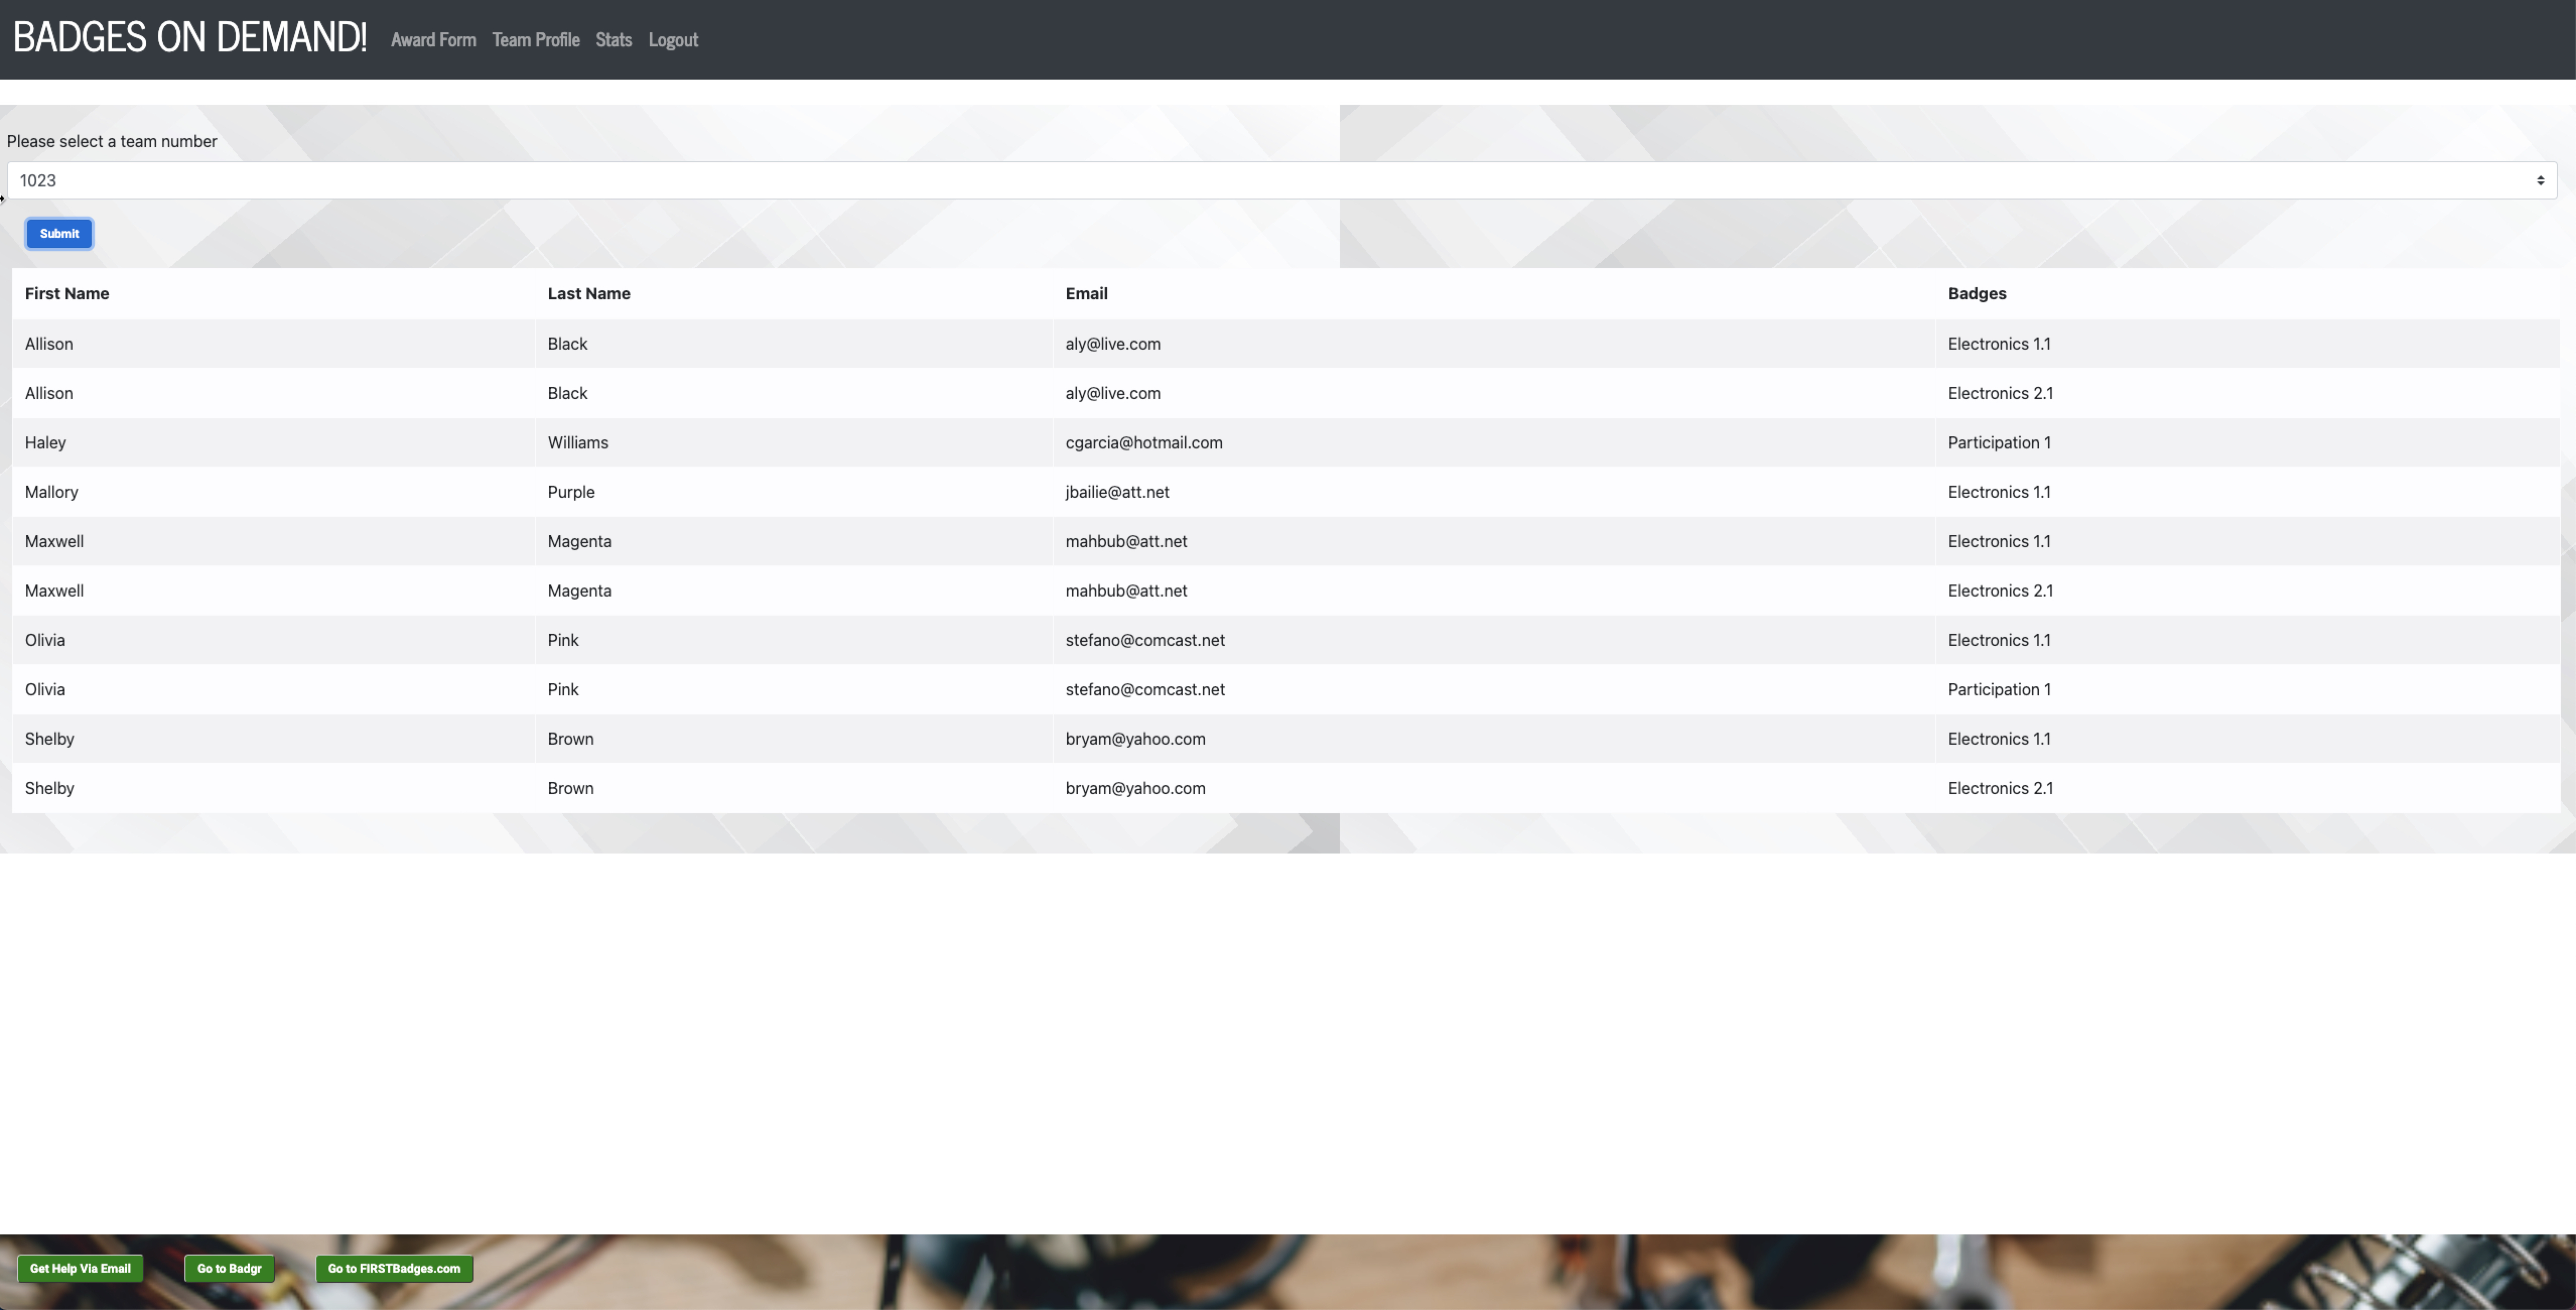 BADGES ON DEMAND! Award Form Team Profile Stats Logout
Please select a team number
1023
Submit
First Name Last Name Email Badges
Allison Black aly@live.com Electronics 1.1
Allison Black aly@live.com Electronics 2.1
Haley Williams cgarcia@hotmail.com Participation 1
Mallory Purple jbailie@att.net Electronics 1.1
Maxwell Magenta mahbub@att.net Electronics 1.1
Maxwell Magenta mahbub@att.net Electronics 2.1
Olivia Pink stefano@comcast.net Electronics 1.1
Olivia Pink stefano@comcast.net Participation 1
Shelby Brown bryam@yahoo.com Electronics 1.1
Shelby Brown bryam@yahoo.com Electronics 2.1
Get Help Via Email Go to Badgr Go to FIRSTBadges.com